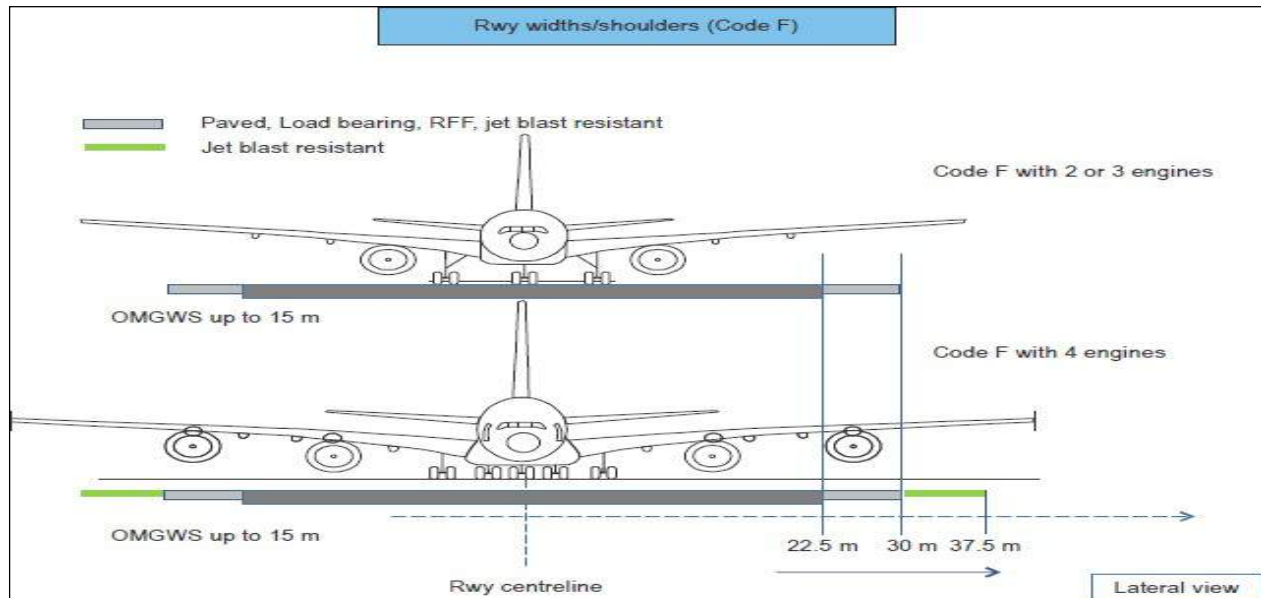 Rwy widths/shoulders (Code F)
Paved, Load bearing, RFF, jet blast resistant
Jet blast resistant
Code F with 2 or 3 engines
OMGWS up to 15 m
Code F with 4 engines
OMGWS up to 15 m
22.5 m 30 m 37.5 m
Rwy centreline
Lateral view